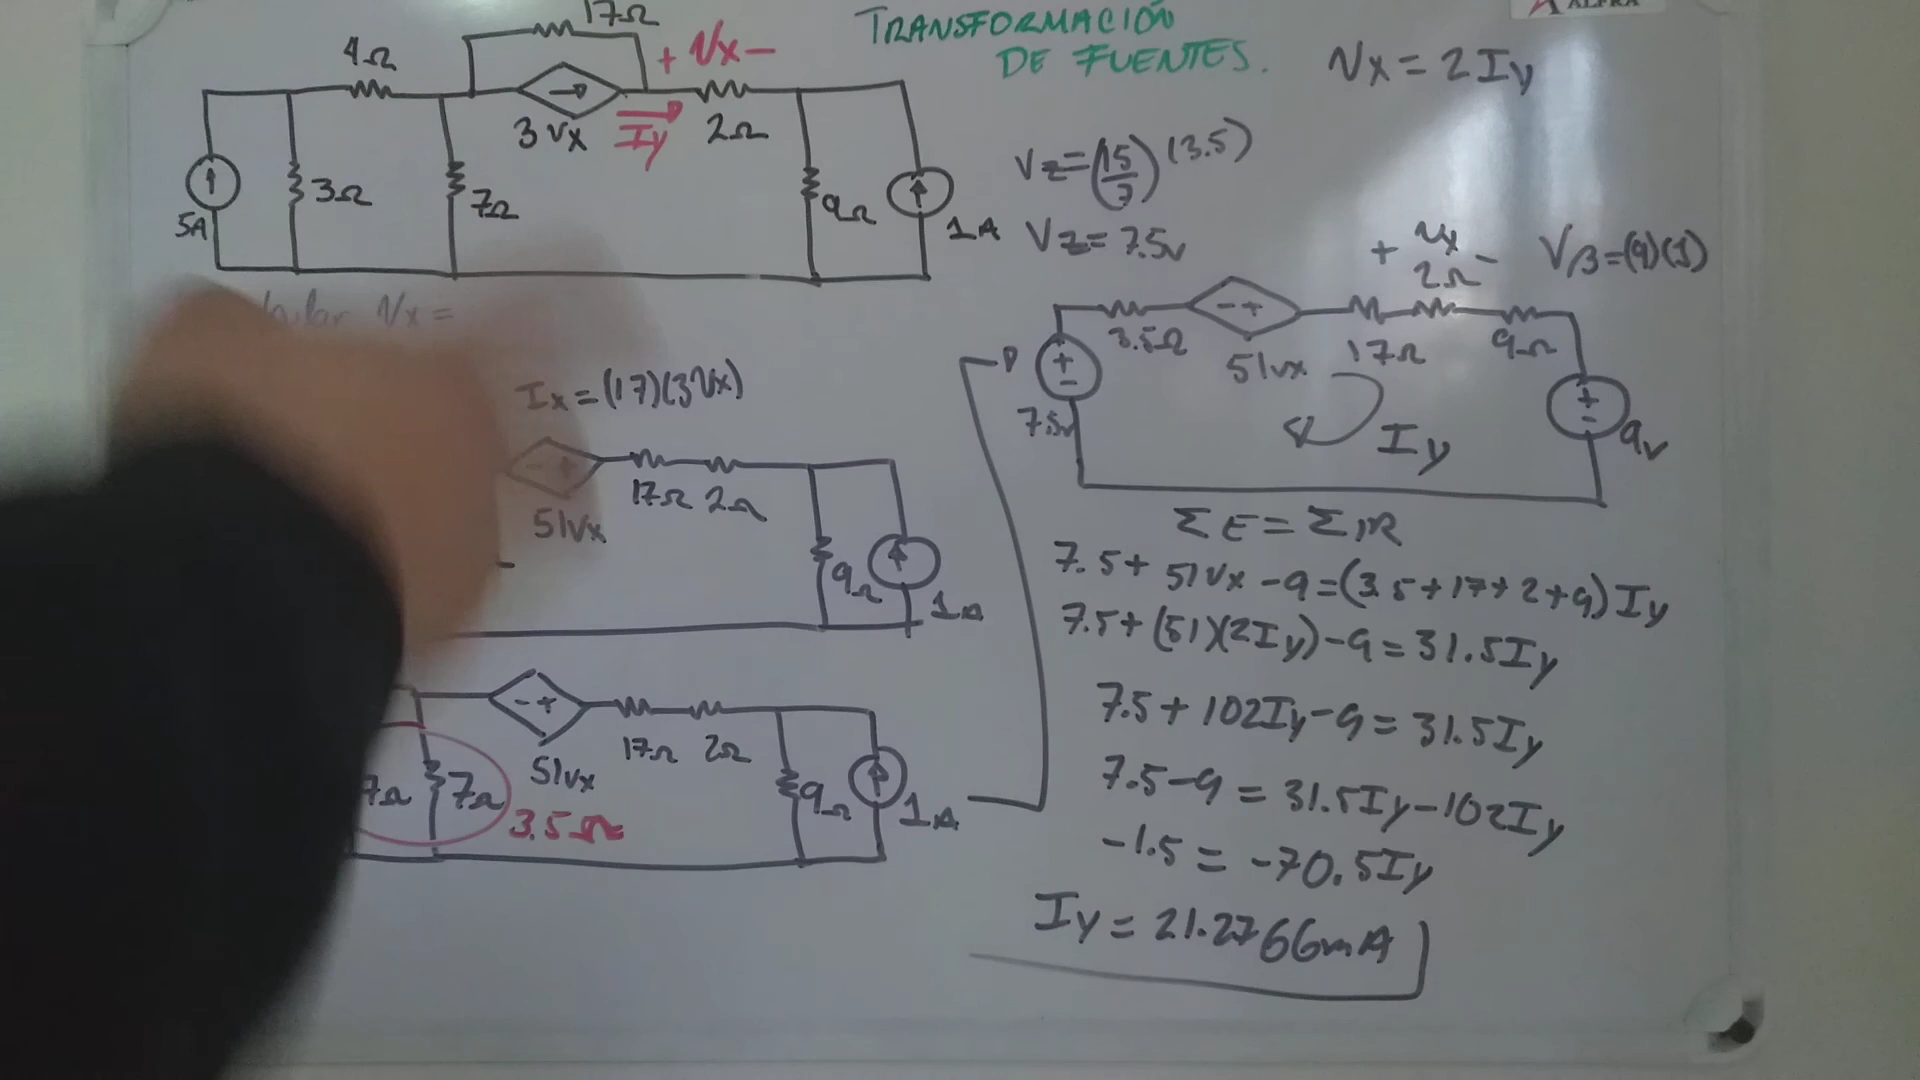 17Ω
4Ω
+ Vx -
3Vx
Iy
2Ω
5A
3Ω
7Ω
9Ω
1A
Vx =
Ix = (17)(3Vx)
- +
51Vx
17Ω 2Ω
9Ω
1A
- +
51Vx
17Ω 2Ω
7Ω 7Ω
3.5Ω
9Ω
1A
TRANSFORMACIÓN
DE FUENTES.
Vx = 2Iy
Vz = (15/7)(3.5)
Vz = 7.5v
+ Vx -
2Ω
Vβ = (9)(1)
3.5Ω
- +
51Vx
17Ω
9Ω
+
-
7.5v
Iy
+
-
9v
ΣE = ΣIR
7.5 + 51Vx - 9 = (3.5 + 17 + 2 + 9) Iy
7.5 + (51)(2Iy) - 9 = 31.5Iy
7.5 + 102Iy - 9 = 31.5Iy
7.5 - 9 = 31.5Iy - 102Iy
-1.5 = -70.5Iy
Iy = 21.2766mA